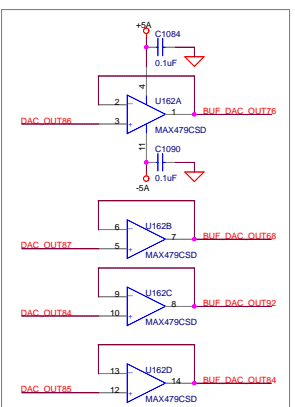 +5A
C1084
0.1uF
4
2
U162A
1
BUF_DAC_OUT76
DAC_OUT86
3
MAX479CSD
11
C1090
0.1uF
-5A
6
U162B
7
BUF_DAC_OUT68
DAC_OUT87
5
MAX479CSD
9
U162C
8
BUF_DAC_OUT92
DAC_OUT84
10
MAX479CSD
13
U162D
14
BUF_DAC_OUT84
DAC_OUT85
12
MAX479CSD